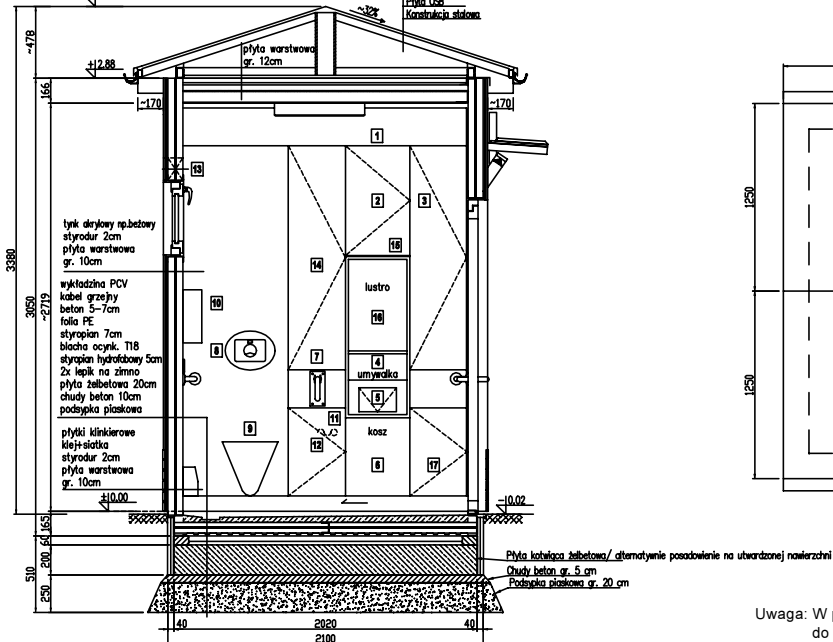 Płyta OSB
Konstrukcja stalowa
~32%
~478
płyta warstwowa
gr. 12cm
+2.88
166
~170
~170
1
13
2
3
1250
tynk akrylowy np.beżowy
styrodur 2cm
płyta warstwowa
gr. 10cm
15
14
3380
3050
~2719
wykładzina PCV
kabel grzejny
beton 5-7cm
folia PE
styropian 7cm
blacha ocynk. T18
styropian hydrofobowy 5cm
2x lepik na zimno
płyta żelbetowa 20cm
chudy beton 10cm
podsypka piaskowa
lustro
10
16
8
7
4
umywalka
5
1250
11
płytki klinkierowe
klej+siatka
styrodur 2cm
płyta warstwowa
gr. 10cm
9
12
kosz
6
17
±0.00
-0.02
165
60
200
510
250
Płyta kotwiąca żelbetowa/ alternatywnie posadowienie na utwardzonej nawierzchni
Chudy beton gr. 5 cm
Podsypka piaskowa gr. 20 cm
40
2020
40
2100
Uwaga: W p
do